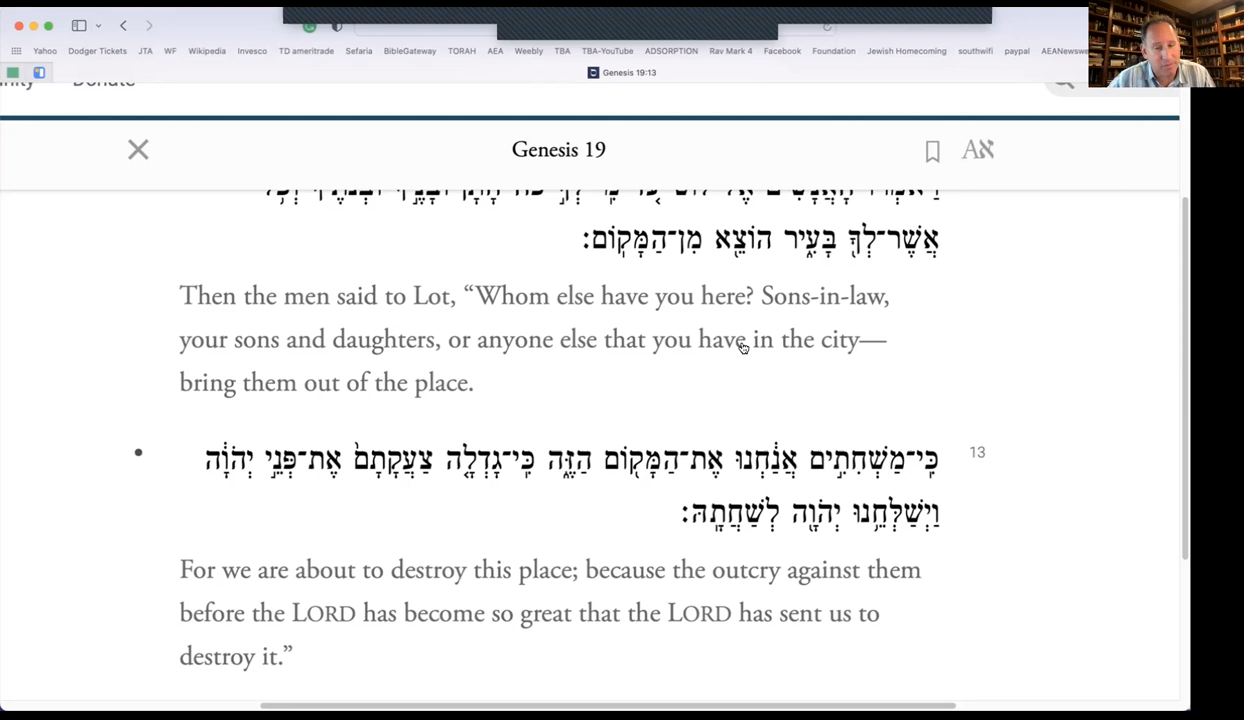 Yahoo Dodger Tickets JTA WF Wikipedia Invesco TD ameritrade Sefaria BibleGateway TORAH AEA Weebly TBA TBA-YouTube ADSORPTION Rav Mark 4 Facebook Foundation Jewish Homecoming southwifi paypal
Genesis 19:13
Donate
Genesis 19
Aא
אֲשֶׁר־לְךָ֖ בָּעִ֑יר הוֹצֵ֖א מִן־הַמָּקֽוֹם׃
Then the men said to Lot, “Whom else have you here? Sons-in-law,
your sons and daughters, or anyone else that you have in the city—
bring them out of the place.
13
כִּֽי־מַשְׁחִתִ֣ים אֲנַ֔חְנוּ אֶת־הַמָּק֖וֹם הַזֶּ֑ה כִּֽי־גָדְלָ֤ה צַעֲקָתָם֙ אֶת־פְּנֵ֣י יְהֹוָ֔ה
וַיְשַׁלְּחֵ֥נוּ יְהֹוָ֖ה לְשַׁחֲתָֽהּ׃
For we are about to destroy this place; because the outcry against them
before the LORD has become so great that the LORD has sent us to
destroy it.”